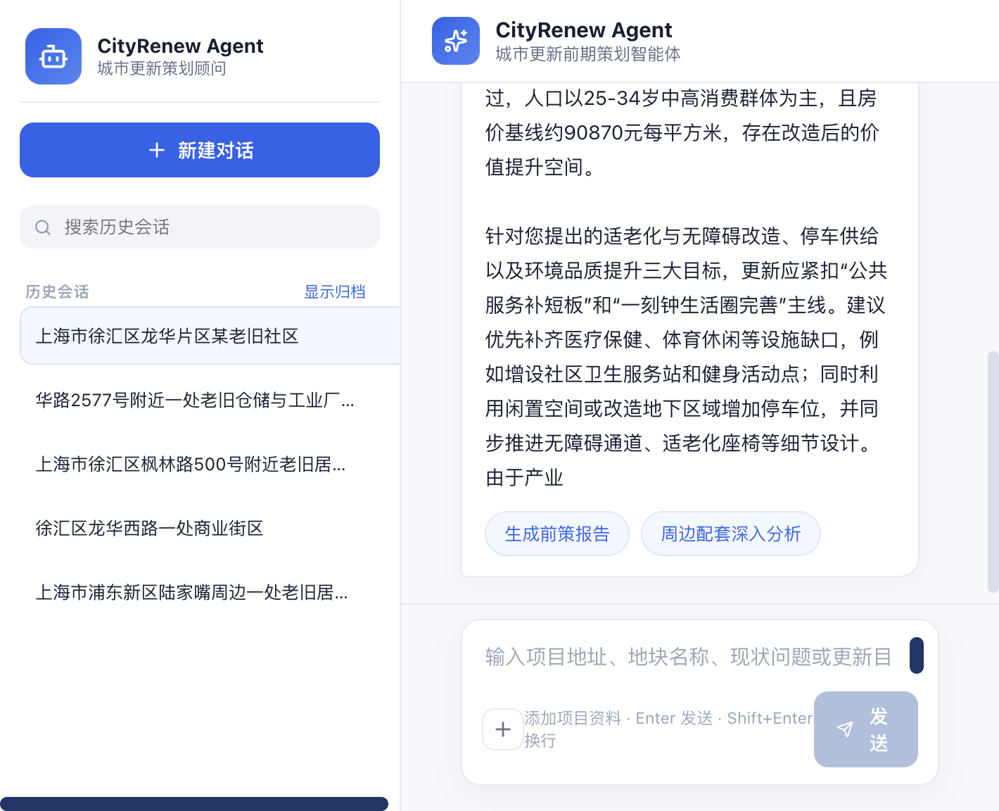 CityRenew Agent
城市更新策划顾问
新建对话
搜索历史会话
历史会话
显示归档
上海市徐汇区龙华片区某老旧社区
华路2577号附近一处老旧仓储与工业厂...
上海市徐汇区枫林路500号附近老旧居...
徐汇区龙华西路一处商业街区
上海市浦东新区陆家嘴周边一处老旧居...
CityRenew Agent
城市更新前期策划智能体
过，人口以25-34岁中高消费群体为主，且房
价基线约90870元每平方米，存在改造后的价
值提升空间。
针对您提出的适老化与无障碍改造、停车供给
以及环境品质提升三大目标，更新应紧扣“公共
服务补短板”和“一刻钟生活圈完善”主线。建议
优先补齐医疗保健、体育休闲等设施缺口，例
如增设社区卫生服务站和健身活动点；同时利
用闲置空间或改造地下区域增加停车位，并同
步推进无障碍通道、适老化座椅等细节设计。
由于产业
生成前策报告
周边配套深入分析
输入项目地址、地块名称、现状问题或更新目
添加项目资料 · Enter 发送 · Shift+Enter
换行
发
送